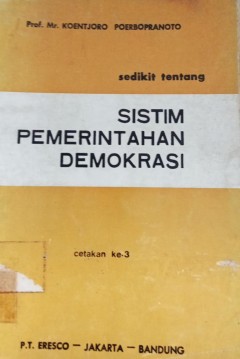 Prof. Mr. KOENTJORO POERBOPRANOTO
sedikit tentang
SISTIM
PEMERINTAHAN
DEMOKRASI
cetakan ke-3
P.T. ERESCO — JAKARTA — BANDUNG